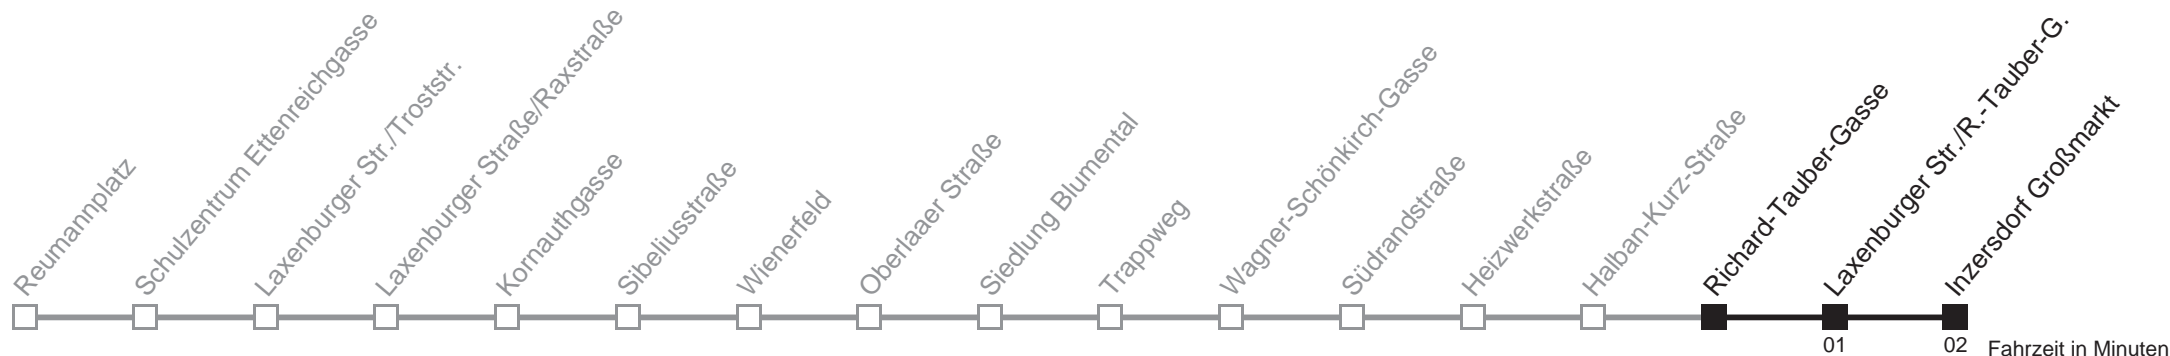 Reumannplatz
Schulzentrum Ettenreichgasse
Laxenburger Str./Troststr.
Laxenburger Straße/Raxstraße
Kornauthgasse
Sibeliusstraße
Wienerfeld
Oberlaaer Straße
Siedlung Blumental
Trappweg
Wagner-Schönkirch-Gasse
Südrandstraße
Heizwerkstraße
Halban-Kurz-Straße
Richard-Tauber-Gasse
Laxenburger Str./R.-Tauber-G.
Inzersdorf Großmarkt
01
02
Fahrzeit in Minuten